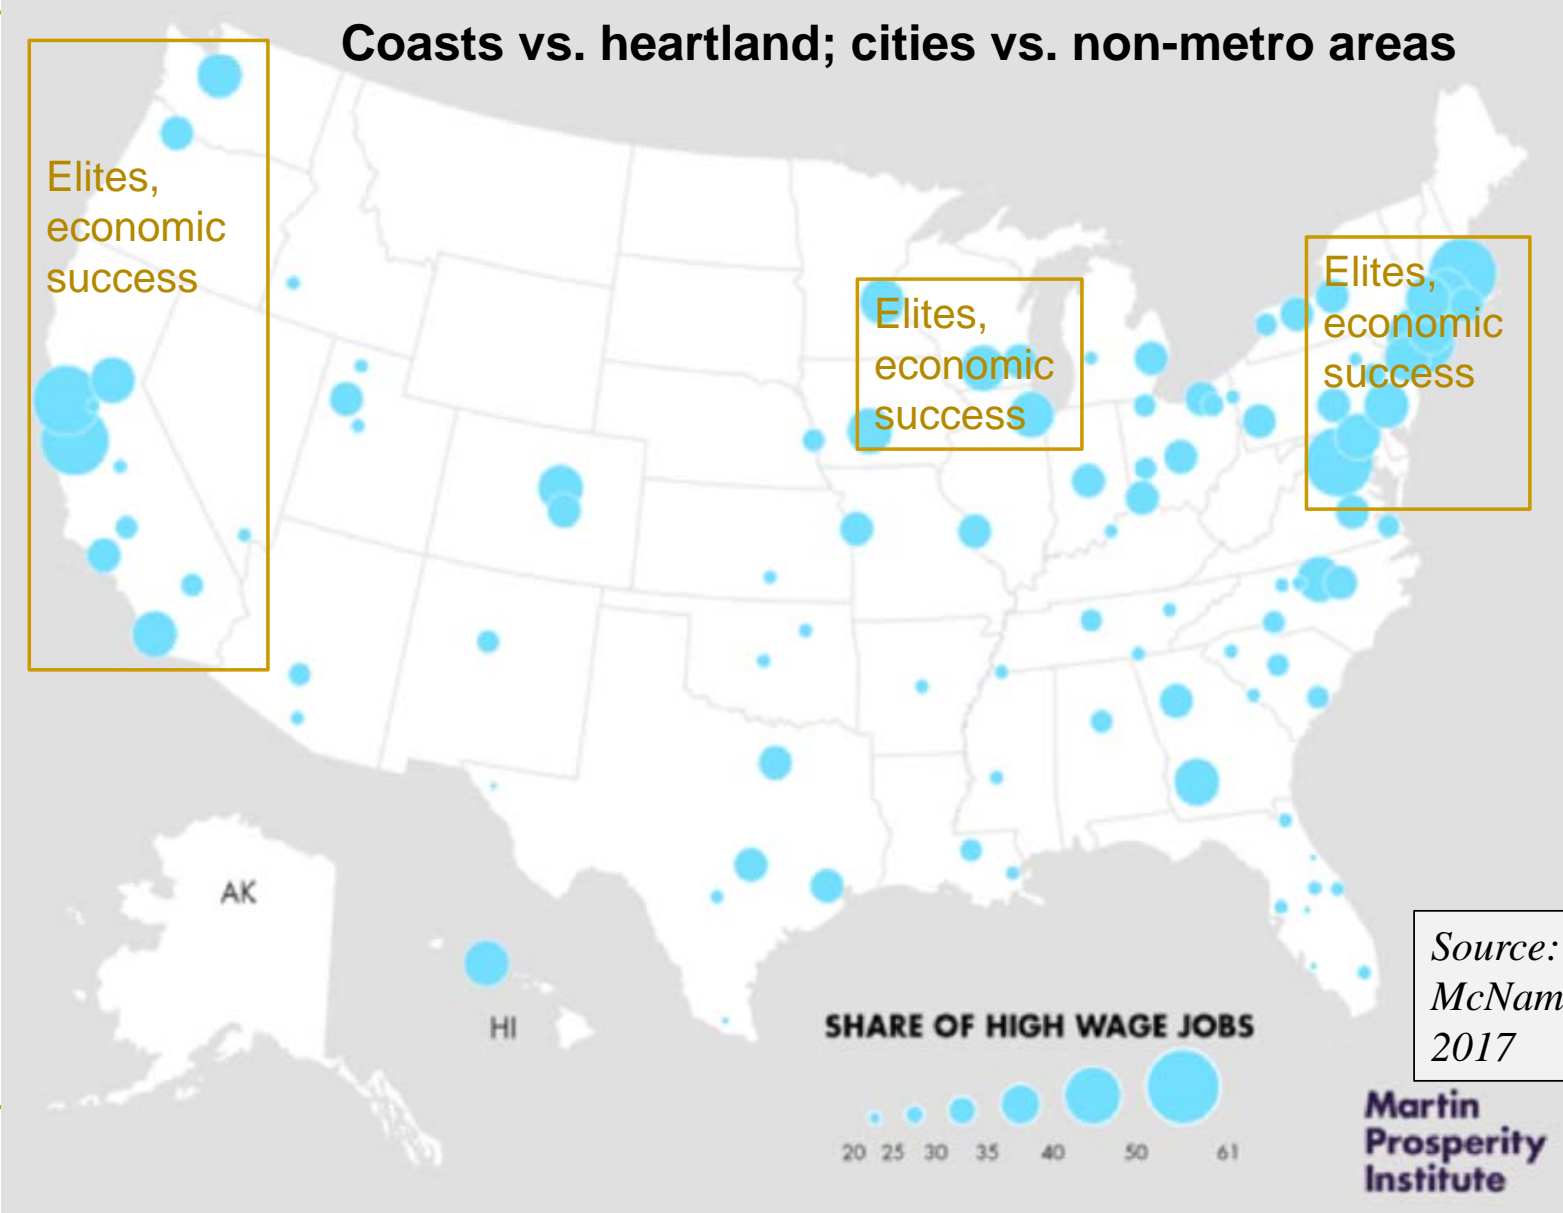 Coasts vs. heartland; cities vs. non-metro areas
Elites,
economic
success
Elites,
economic
success
Elites,
economic
success
AK
HI
SHARE OF HIGH WAGE JOBS
20 25 30 35 40 50 61
Source:
McNam
2017
Martin
Prosperity
Institute